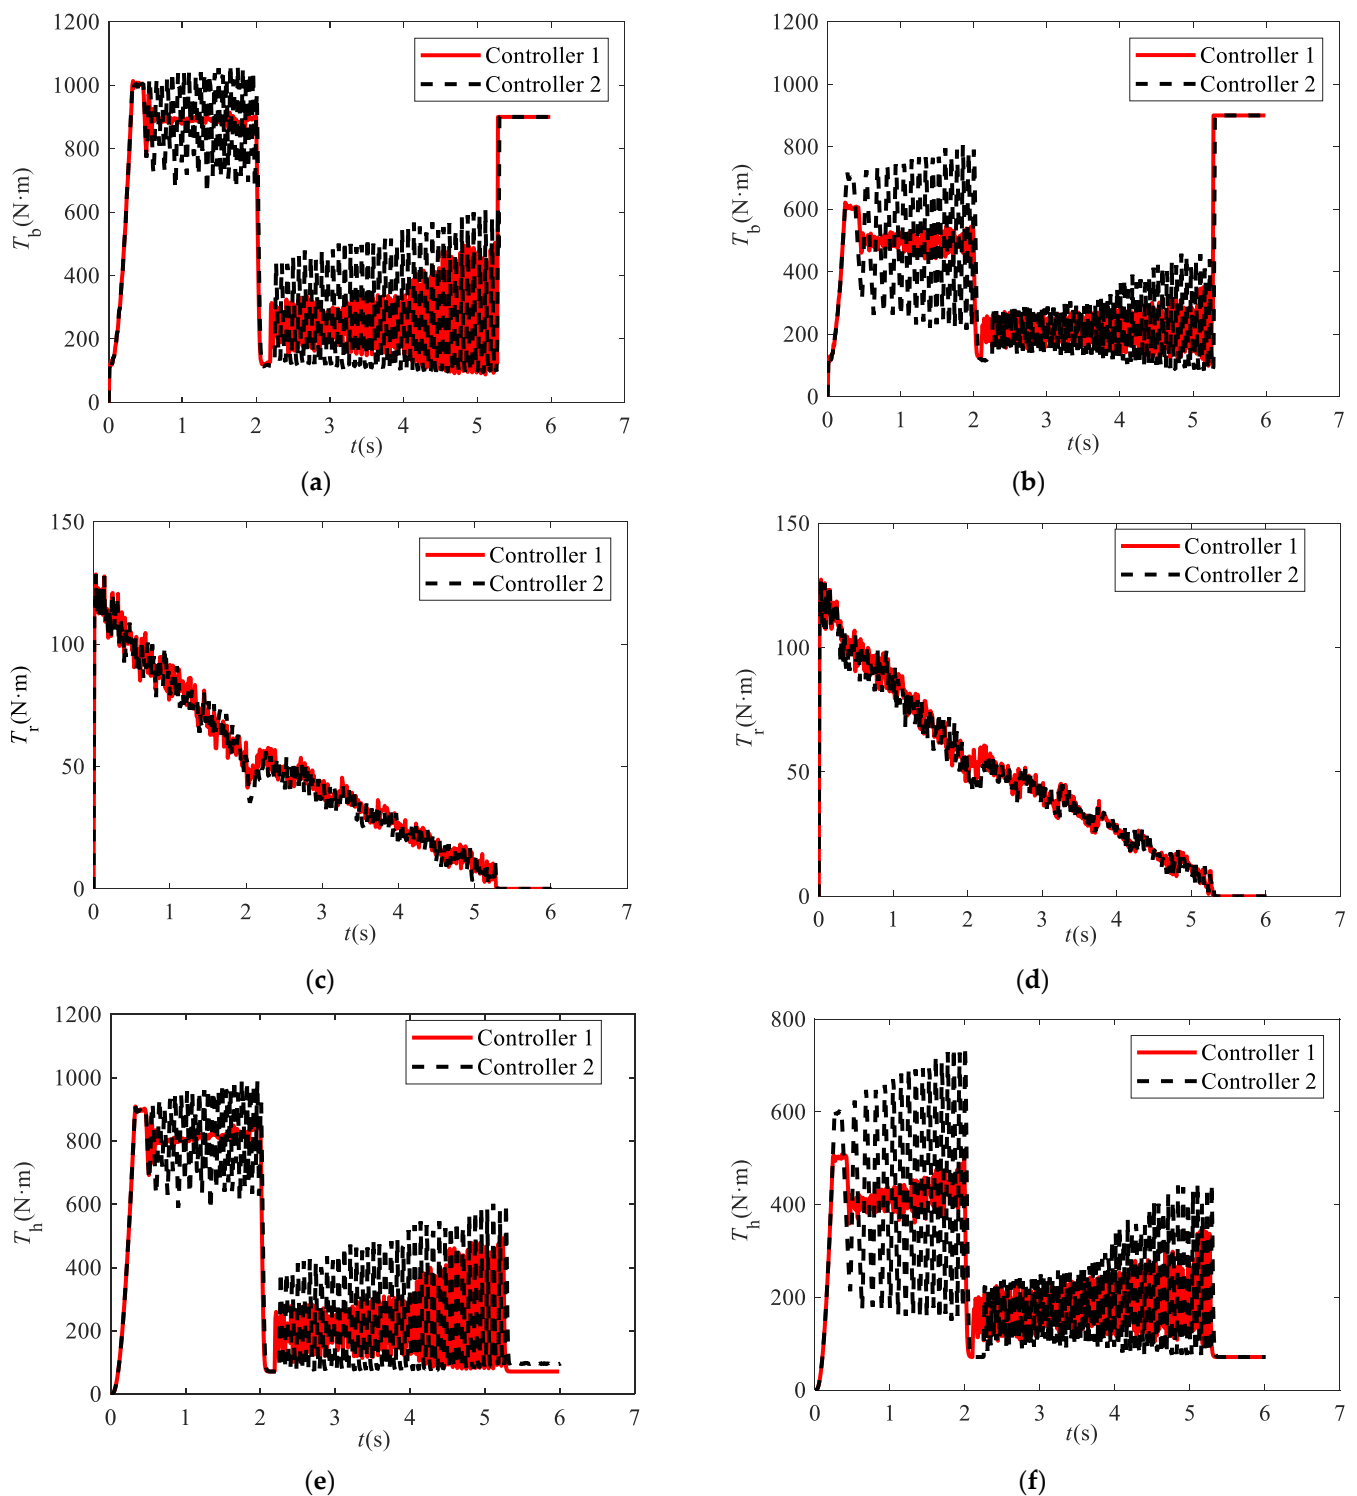 1200
1000
800
600
400
200
0
T_b(N·m)
Controller 1
Controller 2
0 1 2 3 4 5 6 7
t(s)
(a)
1200
1000
800
600
400
200
0
T_b(N·m)
Controller 1
Controller 2
0 1 2 3 4 5 6 7
t(s)
(b)
150
100
50
0
T_r(N·m)
Controller 1
Controller 2
0 1 2 3 4 5 6 7
t(s)
(c)
150
100
50
0
T_r(N·m)
Controller 1
Controller 2
0 1 2 3 4 5 6 7
t(s)
(d)
1200
1000
800
600
400
200
0
T_h(N·m)
Controller 1
Controller 2
0 1 2 3 4 5 6 7
t(s)
(e)
800
600
400
200
0
T_h(N·m)
Controller 1
Controller 2
0 1 2 3 4 5 6 7
t(s)
(f)